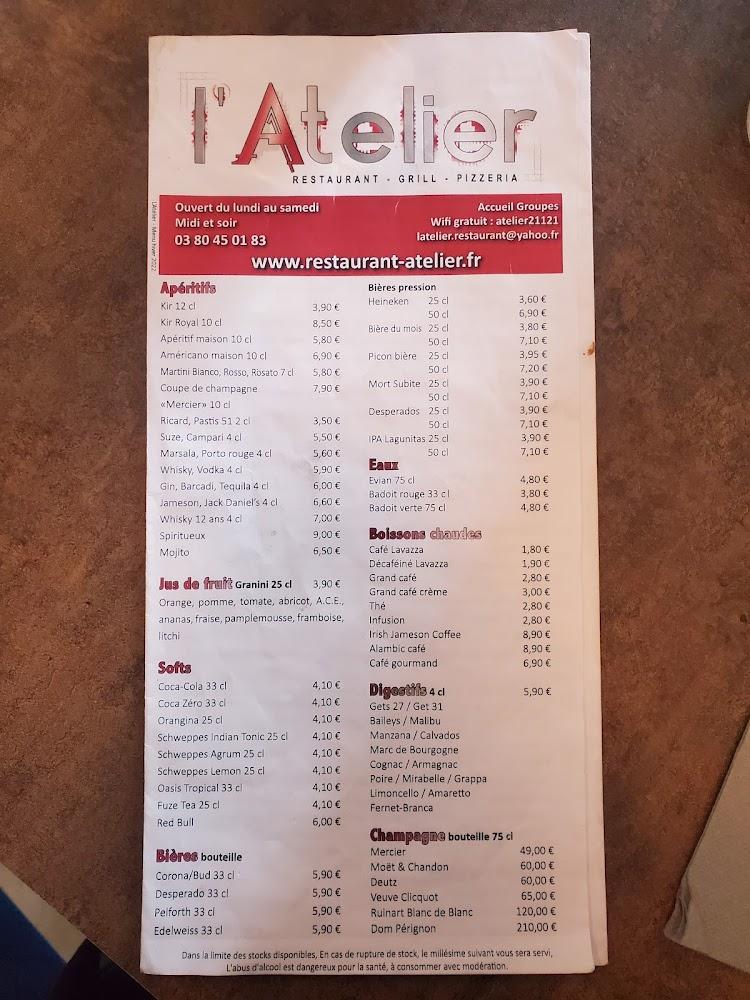 l'Atelier
RESTAURANT - GRILL - PIZZERIA
Ouvert du lundi au samedi
Midi et soir
03 80 45 01 83
Accueil Groupes
Wifi gratuit : atelier21121
latelier.restaurant@yahoo.fr
www.restaurant-atelier.fr
L'Atelier - Menu hiver 2022
Apéritifs
Kir 12 cl 3,90 €
Kir Royal 10 cl 8,50 €
Apéritif maison 10 cl 5,80 €
Américano maison 10 cl 6,90 €
Martini Bianco, Rosso, Rosato 7 cl 5,80 €
Coupe de champagne 7,90 €
«Mercier» 10 cl
Ricard, Pastis 51 2 cl 3,50 €
Suze, Campari 4 cl 5,50 €
Marsala, Porto rouge 4 cl 5,60 €
Whisky, Vodka 4 cl 5,90 €
Gin, Barcadi, Tequila 4 cl 6,00 €
Jameson, Jack Daniel's 4 cl 6,60 €
Whisky 12 ans 4 cl 7,00 €
Spiritueux 9,00 €
Mojito 6,50 €
Jus de fruit Granini 25 cl 3,90 €
Orange, pomme, tomate, abricot, A.C.E.,
ananas, fraise, pamplemousse, framboise,
litchi
Softs
Coca-Cola 33 cl 4,10 €
Coca Zéro 33 cl 4,10 €
Orangina 25 cl 4,10 €
Schweppes Indian Tonic 25 cl 4,10 €
Schweppes Agrum 25 cl 4,10 €
Schweppes Lemon 25 cl 4,10 €
Oasis Tropical 33 cl 4,10 €
Fuze Tea 25 cl 4,10 €
Red Bull 6,00 €
Bières bouteille
Corona/Bud 33 cl 5,90 €
Desperado 33 cl 5,90 €
Pelforth 33 cl 5,90 €
Edelweiss 33 cl 5,90 €
Bières pression
Heineken 25 cl 3,60 €
50 cl 6,90 €
Bière du mois 25 cl 3,80 €
50 cl 7,10 €
Picon bière 25 cl 3,95 €
50 cl 7,20 €
Mort Subite 25 cl 3,90 €
50 cl 7,10 €
Desperados 25 cl 3,90 €
50 cl 7,10 €
IPA Lagunitas 25 cl 3,90 €
50 cl 7,10 €
Eaux
Evian 75 cl 4,80 €
Badoit rouge 33 cl 3,80 €
Badoit verte 75 cl 4,80 €
Boissons chaudes
Café Lavazza 1,80 €
Décaféiné Lavazza 1,90 €
Grand café 2,80 €
Grand café crème 3,00 €
Thé 2,80 €
Infusion 2,80 €
Irish Jameson Coffee 8,90 €
Alambic café 8,90 €
Café gourmand 6,90 €
Digestifs 4 cl 5,90 €
Gets 27 / Get 31
Baileys / Malibu
Manzana / Calvados
Marc de Bourgogne
Cognac / Armagnac
Poire / Mirabelle / Grappa
Limoncello / Amaretto
Fernet-Branca
Champagne bouteille 75 cl
Mercier 49,00 €
Moët & Chandon 60,00 €
Deutz 60,00 €
Veuve Clicquot 65,00 €
Ruinart Blanc de Blanc 120,00 €
Dom Pérignon 210,00 €
Dans la limite des stocks disponibles, En cas de rupture de stock, le millésime suivant vous sera servi,
L'abus d'alcool est dangereux pour la santé, à consommer avec modération.